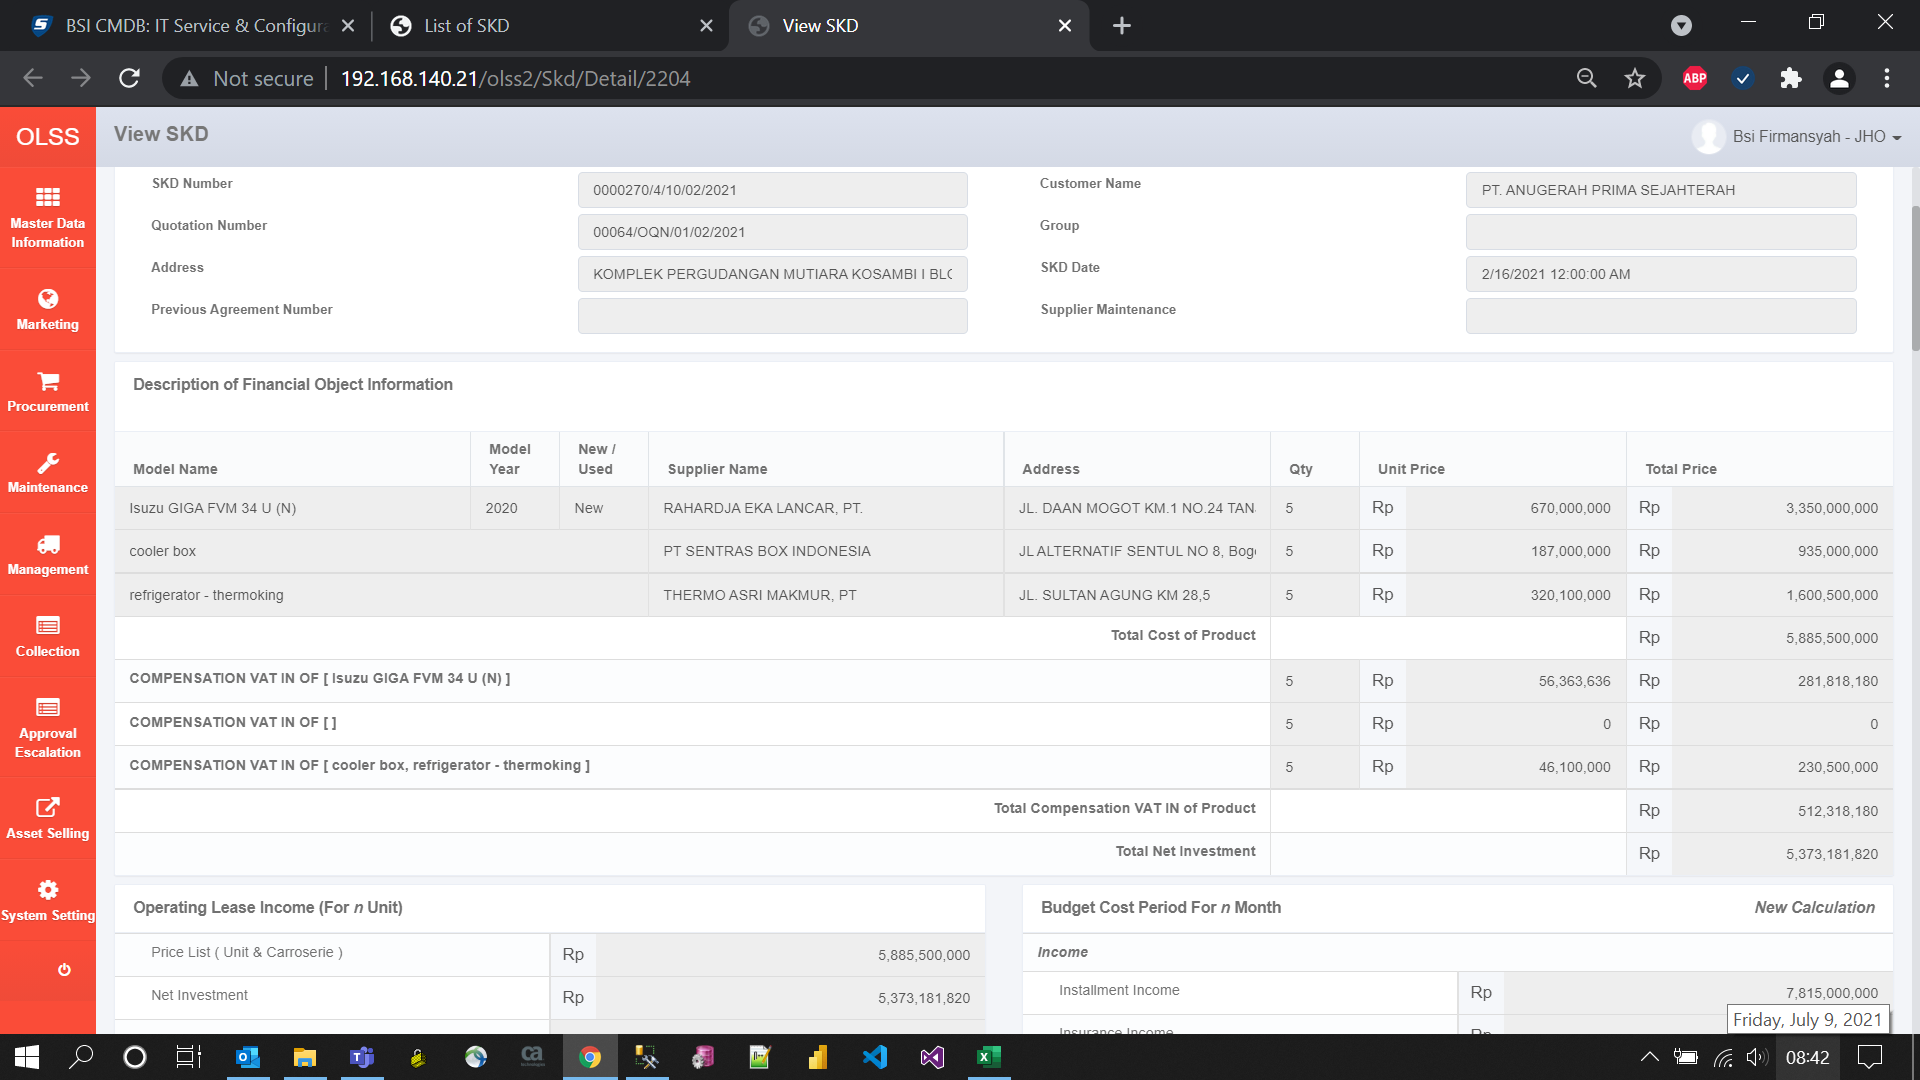 BSI CMDB: IT Service & Configura
List of SKD
View SKD
Not secure
192.168.140.21/olss2/Skd/Detail/2204
ABP
OLSS
View SKD
Bsi Firmansyah - JHO
Master Data Information
Marketing
Procurement
Maintenance
Management
Collection
Approval Escalation
Asset Selling
System Setting
SKD Number 0000270/4/10/02/2021 Customer Name PT. ANUGERAH PRIMA SEJAHTERAH
Quotation Number 00064/OQN/01/02/2021 Group
Address KOMPLEK PERGUDANGAN MUTIARA KOSAMBI I BLC SKD Date 2/16/2021 12:00:00 AM
Previous Agreement Number Supplier Maintenance
Description of Financial Object Information
Model Name Model Year New / Used Supplier Name Address Qty Unit Price Total Price
Isuzu GIGA FVM 34 U (N) 2020 New RAHARDJA EKA LANCAR, PT. JL. DAAN MOGOT KM.1 NO.24 TAN 5 Rp 670,000,000 Rp 3,350,000,000
cooler box PT SENTRAS BOX INDONESIA JL ALTERNATIF SENTUL NO 8, Bog 5 Rp 187,000,000 Rp 935,000,000
refrigerator - thermoking THERMO ASRI MAKMUR, PT JL. SULTAN AGUNG KM 28,5 5 Rp 320,100,000 Rp 1,600,500,000
Total Cost of Product Rp 5,885,500,000
COMPENSATION VAT IN OF [ Isuzu GIGA FVM 34 U (N) ] 5 Rp 56,363,636 Rp 281,818,180
COMPENSATION VAT IN OF [ ] 5 Rp 0 Rp 0
COMPENSATION VAT IN OF [ cooler box, refrigerator - thermoking ] 5 Rp 46,100,000 Rp 230,500,000
Total Compensation VAT IN of Product Rp 512,318,180
Total Net Investment Rp 5,373,181,820
Operating Lease Income (For n Unit)
Price List ( Unit & Carroserie ) Rp 5,885,500,000
Net Investment Rp 5,373,181,820
Budget Cost Period For n Month New Calculation
Income
Installment Income Rp 7,815,000,000
Insurance Income Rp
Friday, July 9, 2021
ca
08:42